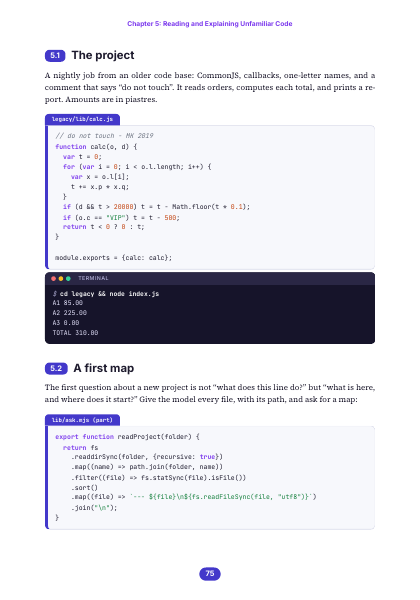 Chapter 5: Reading and Explaining Unfamiliar Code
5.1 The project
A nightly job from an older code base: CommonJS, callbacks, one-letter names, and a
comment that says “do not touch”. It reads orders, computes each total, and prints a re-
port. Amounts are in piastres.
legacy/lib/calc.js
// do not touch - MH 2019
function calc(o, d) {
  var t = 0;
  for (var i = 0; i < o.l.length; i++) {
    var x = o.l[i];
    t += x.p * x.q;
  }
  if (d && t > 20000) t = t - Math.floor(t * 0.1);
  if (o.c == "VIP") t = t - 500;
  return t < 0 ? 0 : t;
}

module.exports = {calc: calc};
TERMINAL
$ cd legacy && node index.js
A1 85.00
A2 225.00
A3 0.00
TOTAL 310.00
5.2 A first map
The first question about a new project is not “what does this line do?” but “what is here,
and where does it start?” Give the model every file, with its path, and ask for a map:
lib/ask.mjs (part)
export function readProject(folder) {
  return fs
    .readdirSync(folder, {recursive: true})
    .map((name) => path.join(folder, name))
    .filter((file) => fs.statSync(file).isFile())
    .sort()
    .map((file) => `--- ${file}\n${fs.readFileSync(file, "utf8")}`)
    .join("\n");
}
75